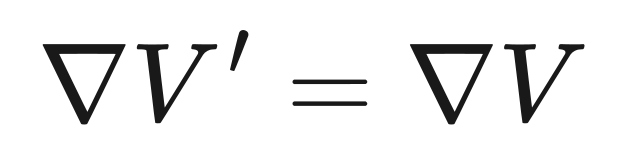 ∇V′ = ∇V